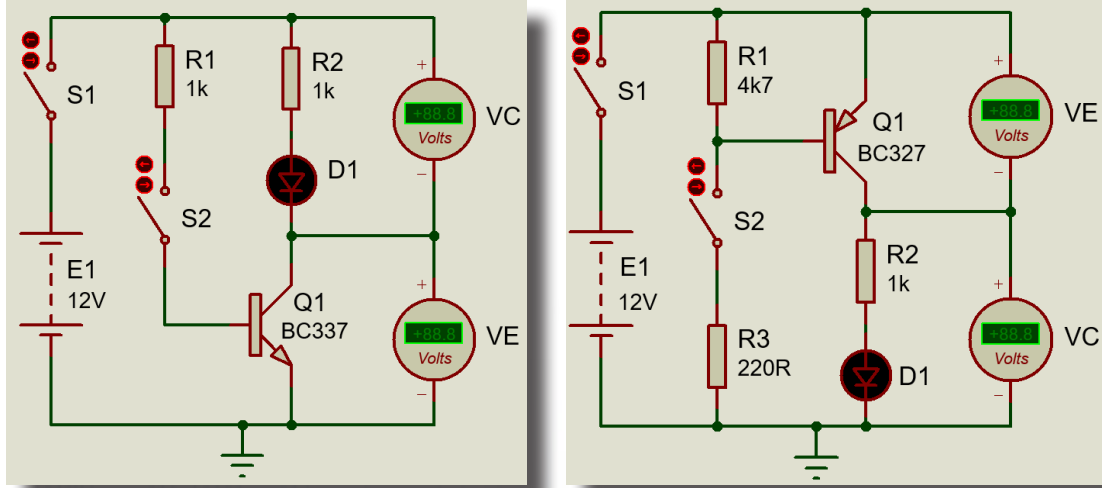 S1
E1
12V
R1
1k
S2
R2
1k
D1
Q1
BC337
+
+88.8
Volts
−
VC
+
+88.8
Volts
−
VE
S1
E1
12V
R1
4k7
S2
R3
220R
Q1
BC327
R2
1k
D1
+
+88.8
Volts
−
VE
+
+88.8
Volts
−
VC